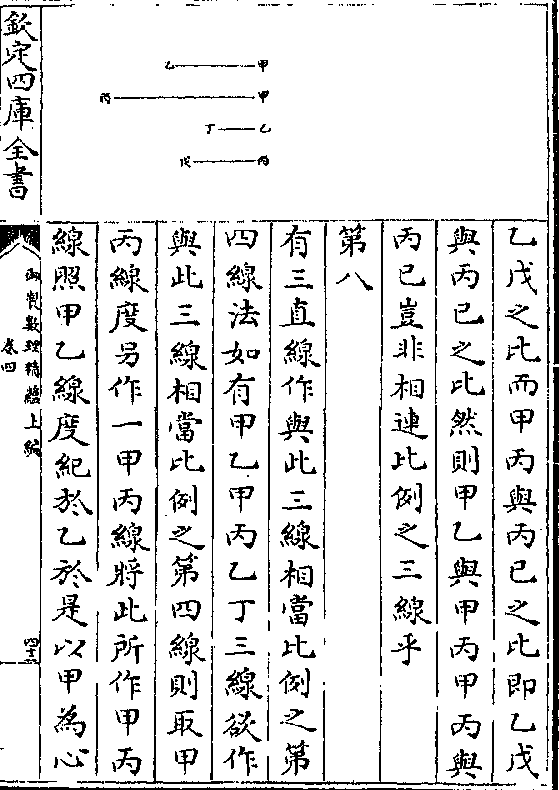 乙戊之比而甲丙與丙己之比即乙戊
與丙己之比然則甲乙與甲丙甲丙與
丙己豈非相連比例之三線乎
第八
有三直線作與此三線相當比例之第
四線法如有甲乙甲丙乙丁三線欲作
與此三線相當比例之第四線則取甲
丙線度另作一甲丙線將此所作甲丙
線照甲乙線度紀於乙於是以甲為心
甲 乙
甲 丙
乙 丁
丙 戊
欽定四庫全書
御製數理精蘊上編
卷四